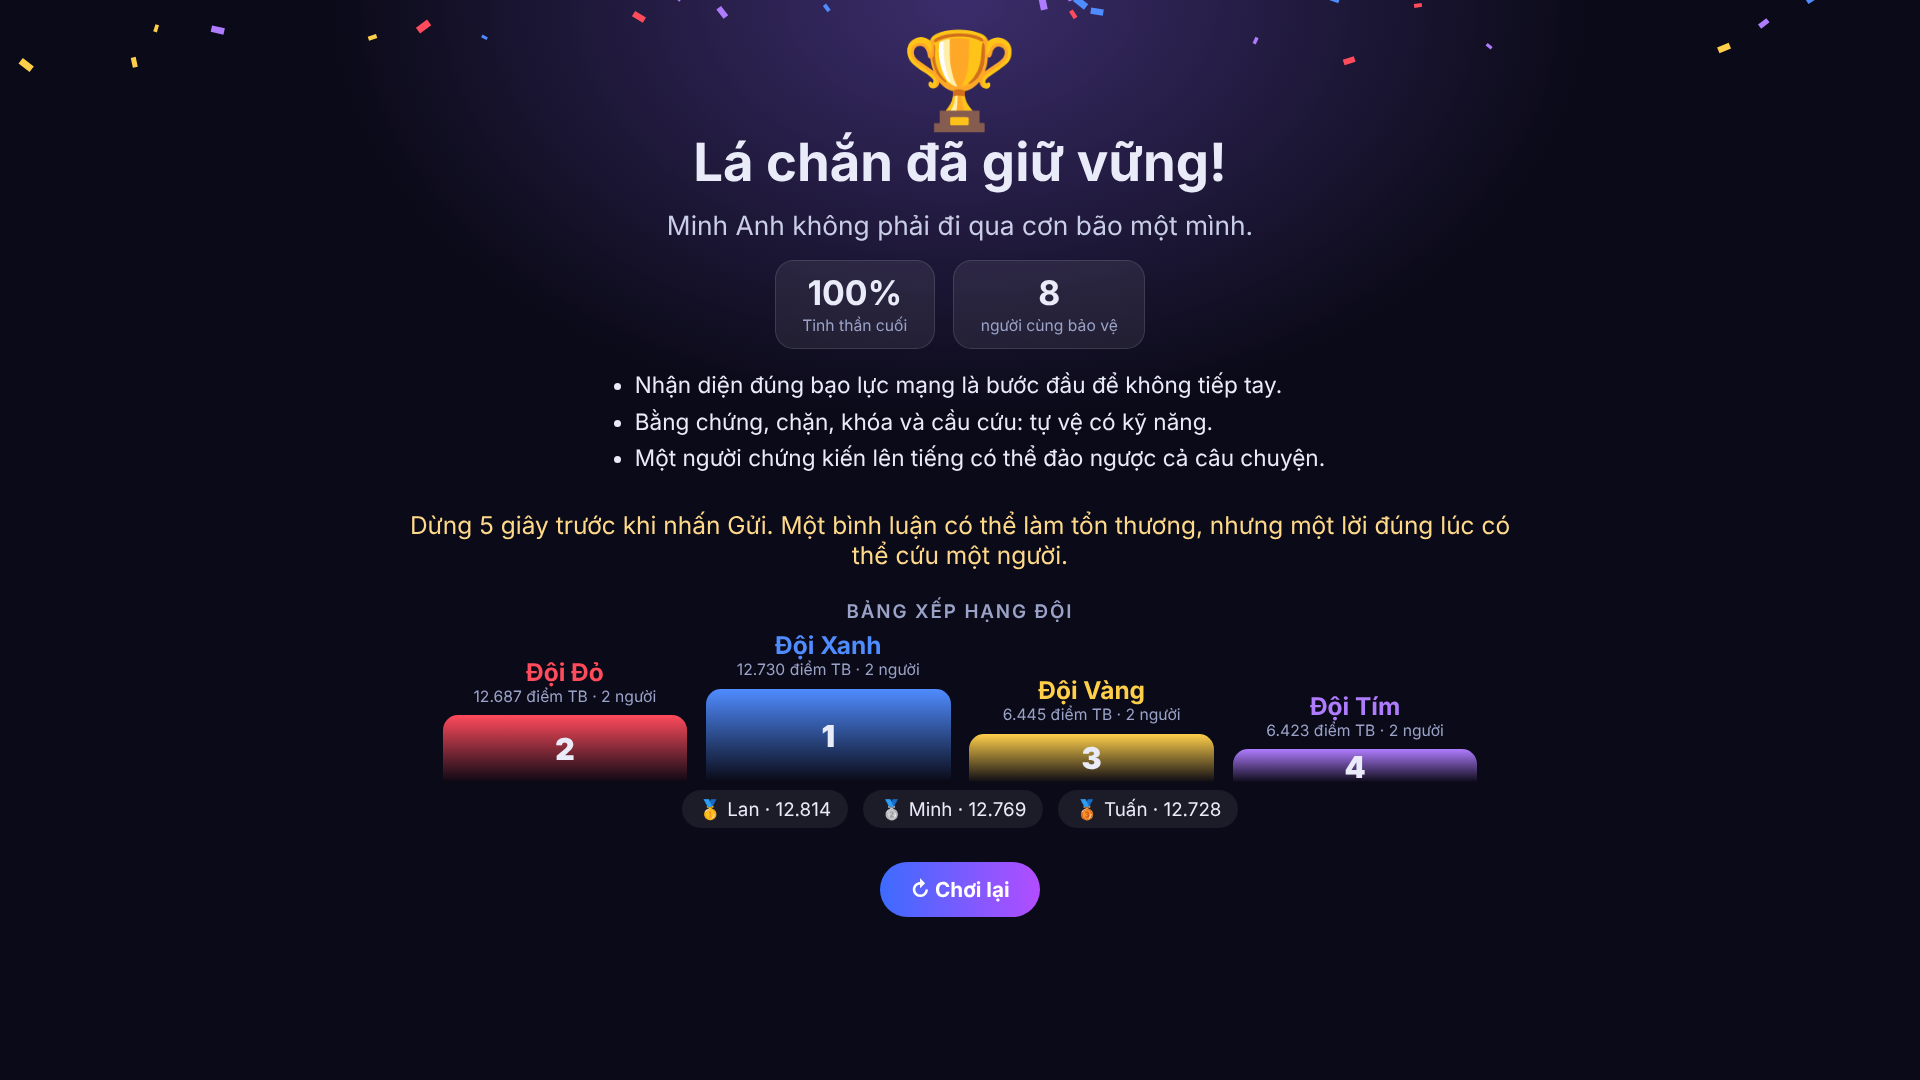 Lá chắn đã giữ vững!
Minh Anh không phải đi qua cơn bão một mình.
100%
Tinh thần cuối
8
người cùng bảo vệ
• Nhận diện đúng bạo lực mạng là bước đầu để không tiếp tay.
• Bằng chứng, chặn, khóa và cầu cứu: tự vệ có kỹ năng.
• Một người chứng kiến lên tiếng có thể đảo ngược cả câu chuyện.
Dừng 5 giây trước khi nhấn Gửi. Một bình luận có thể làm tổn thương, nhưng một lời đúng lúc có
thể cứu một người.
BẢNG XẾP HẠNG ĐỘI
Đội Đỏ
12.687 điểm TB · 2 người
2
Đội Xanh
12.730 điểm TB · 2 người
1
Đội Vàng
6.445 điểm TB · 2 người
3
Đội Tím
6.423 điểm TB · 2 người
4
🥇 Lan · 12.814
🥈 Minh · 12.769
🥉 Tuấn · 12.728
↻ Chơi lại